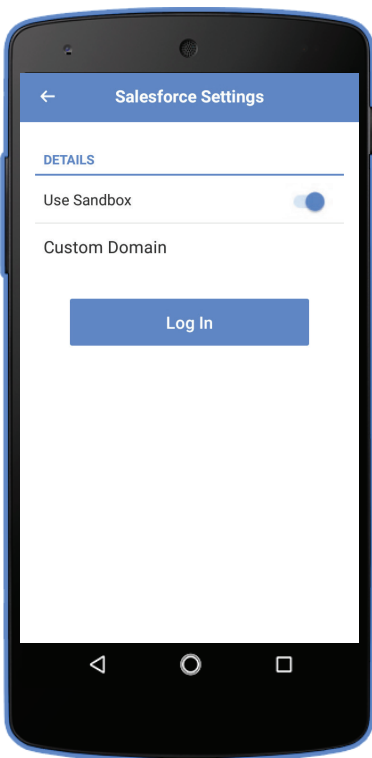 Salesforce Settings
DETAILS
Use Sandbox
Custom Domain
Log In